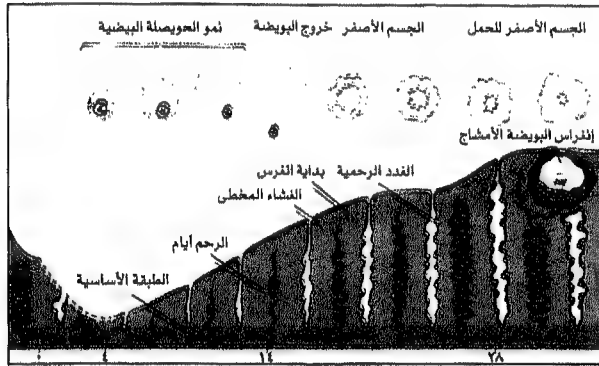 الجسم الأصفر للحمل
الجسم الأصفر
خروج البويضة
نمو الحويصلة البيضية
إنغراس البويضة الأمشاج
بداية الغرس
الغدد الرحمية
الغشاء المخطى
الرحم أيام
الطبقة الأساسية
٠ ٤ ١٤ ٢٨